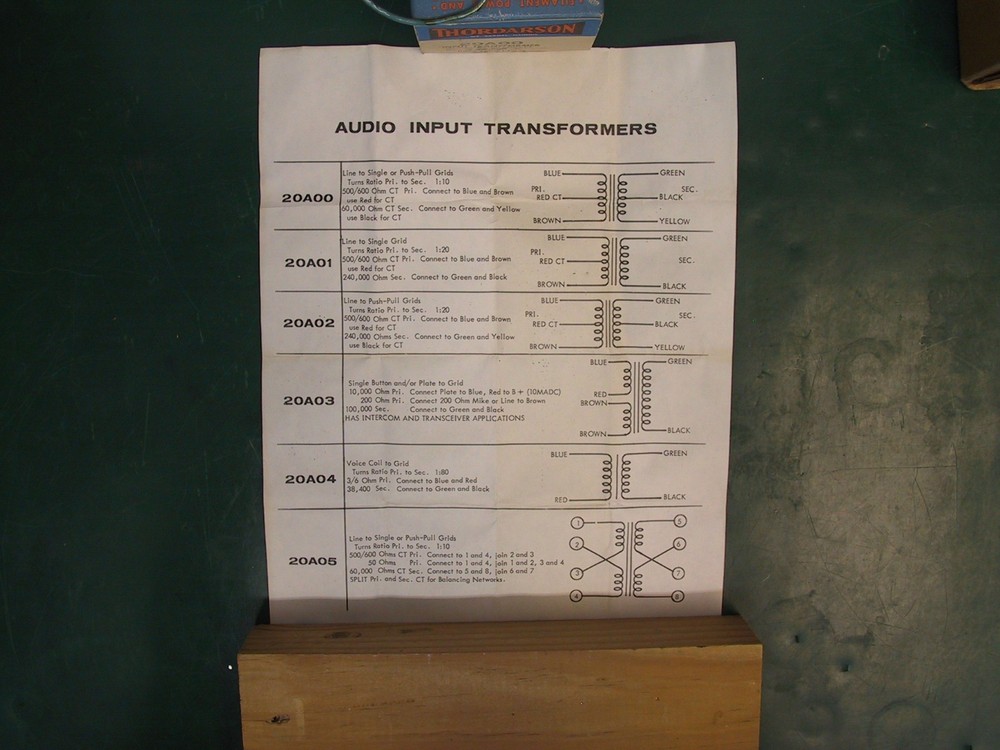 FILAMENT POW
AND
THORDARSON
AUDIO INPUT TRANSFORMERS
20A00
Line to Single or Push-Pull Grids
Turns Ratio Pri. to Sec. 1:10
500/600 Ohm CT Pri. Connect to Blue and Brown
use Red for CT
60,000 Ohm CT Sec. Connect to Green and Yellow
use Black for CT
BLUE
PRI.
RED CT
BROWN
GREEN
SEC.
BLACK
YELLOW
20A01
Line to Single Grid
Turns Ratio Pri. to Sec. 1:20
500/600 Ohm CT Pri. Connect to Blue and Brown
use Red for CT
240,000 Ohm Sec. Connect to Green and Black
BLUE
PRI.
RED CT
BROWN
GREEN
SEC.
BLACK
20A02
Line to Push-Pull Grids
Turns Ratio Pri. to Sec. 1:20
500/600 Ohm CT Pri. Connect to Blue and Brown
use Red for CT
240,000 Ohms Sec. Connect to Green and Yellow
use Black for CT
BLUE
PRI.
RED CT
BROWN
GREEN
SEC.
BLACK
YELLOW
20A03
Single Button and/or Plate to Grid
10,000 Ohm Pri. Connect Plate to Blue, Red to B+ (10MADC)
200 Ohm Pri. Connect 200 Ohm Mike or Line to Brown
100,000 Sec. Connect to Green and Black
HAS INTERCOM AND TRANSCEIVER APPLICATIONS
BLUE
RED
BROWN
BROWN
GREEN
BLACK
20A04
Voice Coil to Grid
Turns Ratio Pri. to Sec. 1:80
3/6 Ohm Pri. Connect to Blue and Red
38,400 Sec. Connect to Green and Black
BLUE
RED
GREEN
BLACK
20A05
Line to Single or Push-Pull Grids
Turns Ratio Pri. to Sec. 1:10
500/600 Ohms CT Pri. Connect to 1 and 4, join 2 and 3
50 Ohms Pri. Connect to 1 and 4, join 1 and 2, 3 and 4
60,000 Ohms CT Sec. Connect to 5 and 8, join 6 and 7
SPLIT Pri. and Sec. CT for Balancing Networks.
1
2
3
4
5
6
7
8